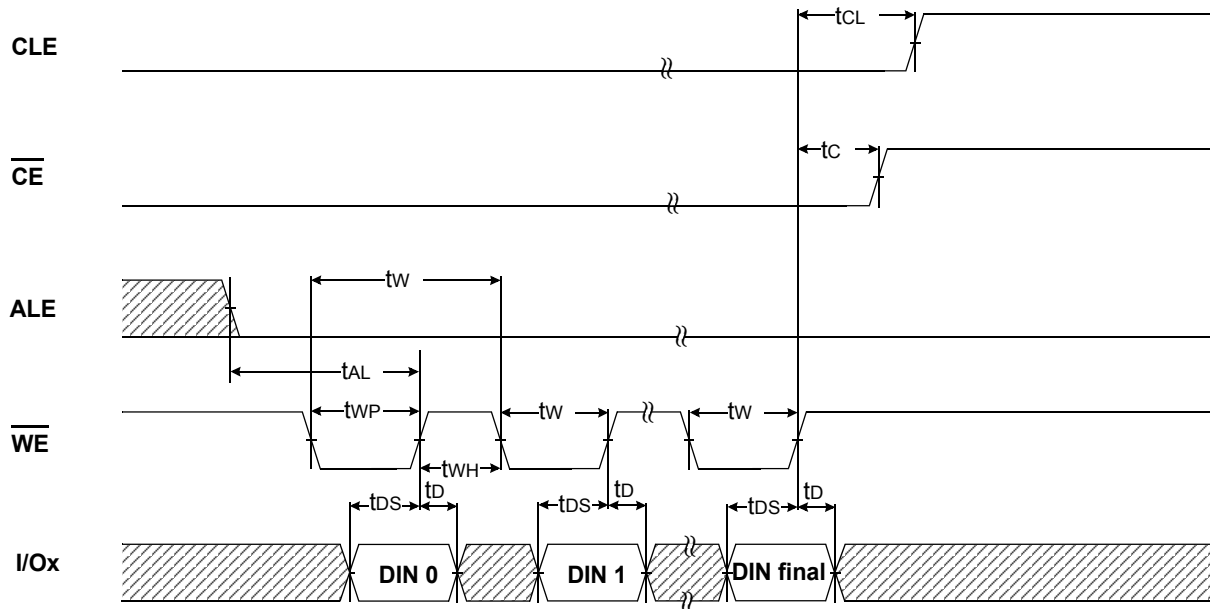 CLE
tCL
CE
tC
ALE
tW
tAL
WE
tWP
tWH
tW
tW
I/Ox
tDS
tD
tDS
tD
tDS
tD
DIN 0
DIN 1
DIN final